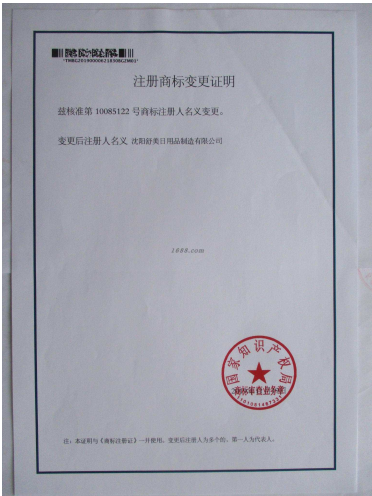 注册商标变更证明
兹核准第 10085122 号商标注册人名义变更。
变更后注册人名义 沈阳舒美日用品制造有限公司
1688.com
国家知识产权局
商标审查业务章
注：本证明与《商标注册证》一并使用，变更后注册人为多个的，第一人为代表人。